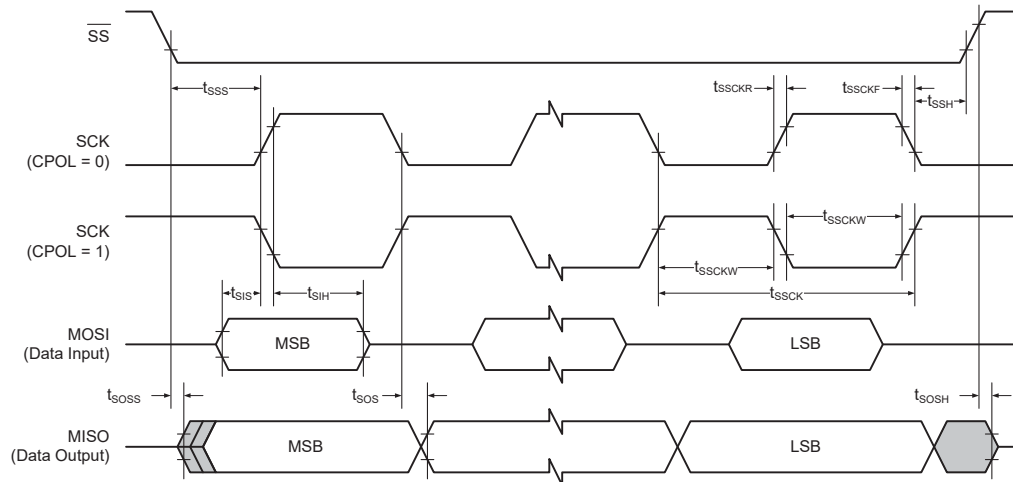 SS
tSSS
tSSCKR
tSSCKF
tSSH
SCK
(CPOL = 0)
SCK
(CPOL = 1)
tSSCKW
tSSCKW
tSIS
tSIH
tSSCK
MOSI
(Data Input)
MSB
LSB
tSOSS
tSOS
tSOSH
MISO
(Data Output)
MSB
LSB